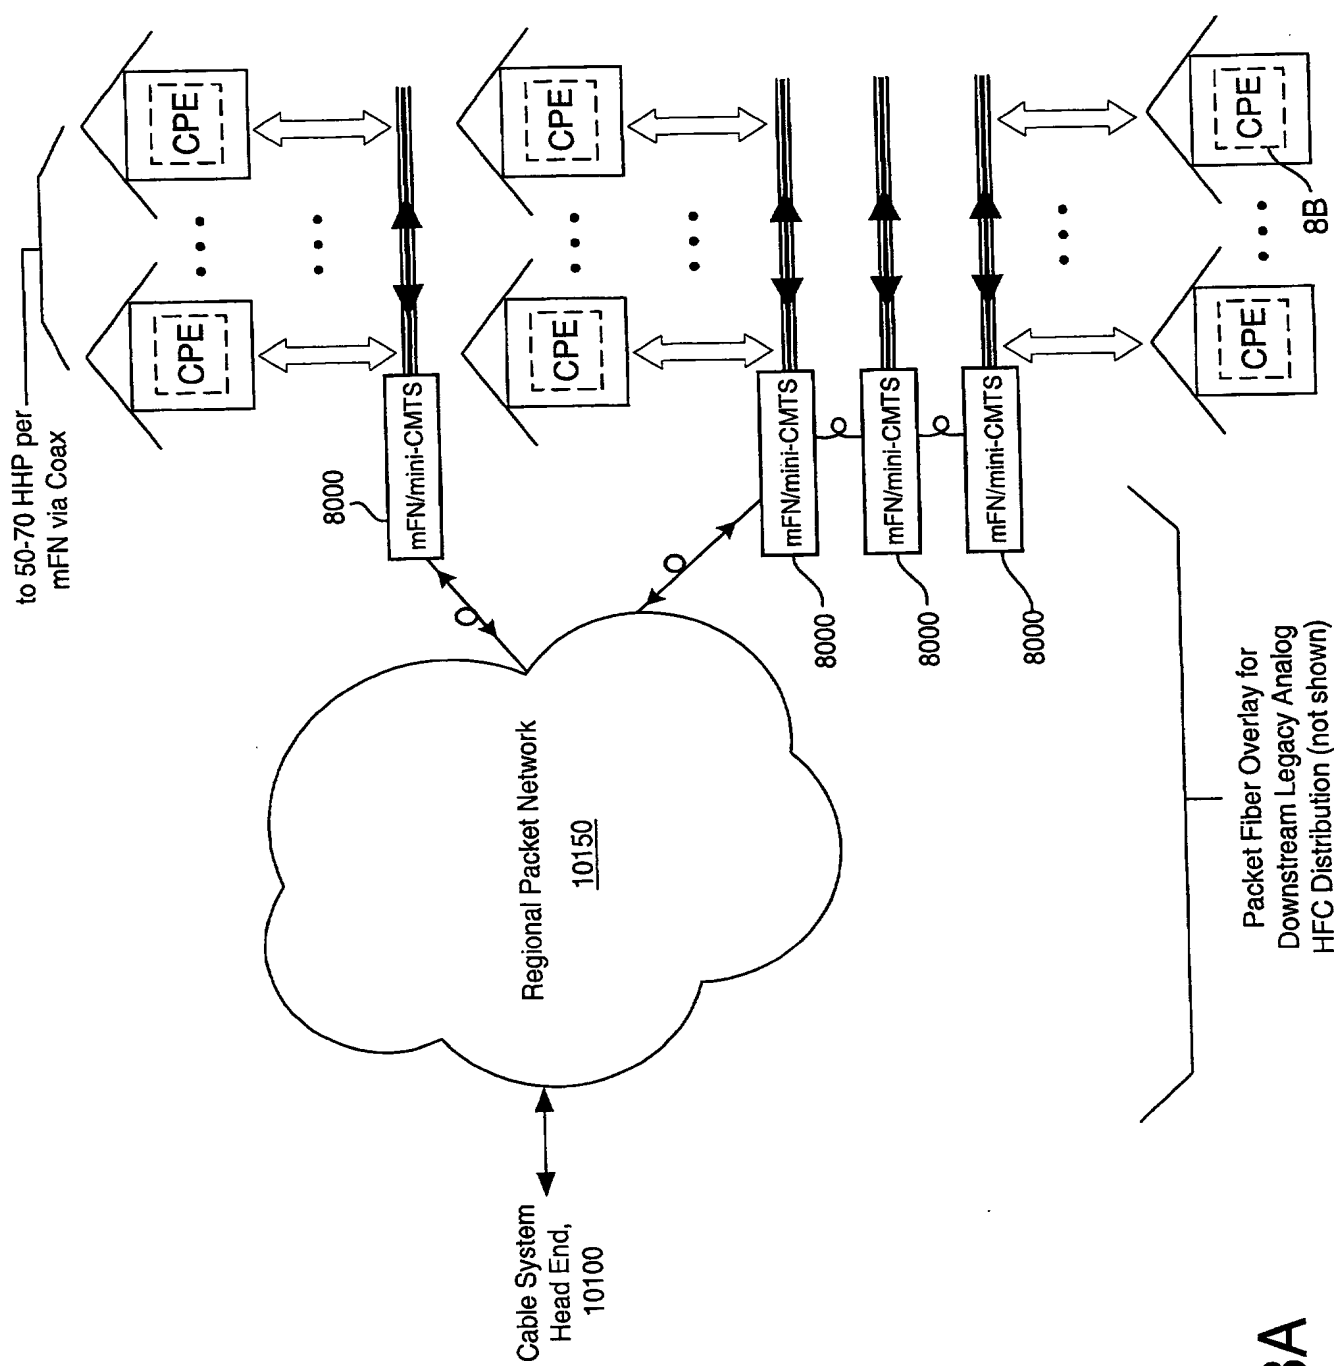 to 50-70 HHP per
mFN via Coax
CPE
CPE
8000
mFN/mini-CMTS
CPE
CPE
mFN/mini-CMTS
mFN/mini-CMTS
mFN/mini-CMTS
8000
8000
8000
CPE
CPE
8B
Cable System
Head End,
10100
Regional Packet Network
10150
Packet Fiber Overlay for
Downstream Legacy Analog
HFC Distribution (not shown)